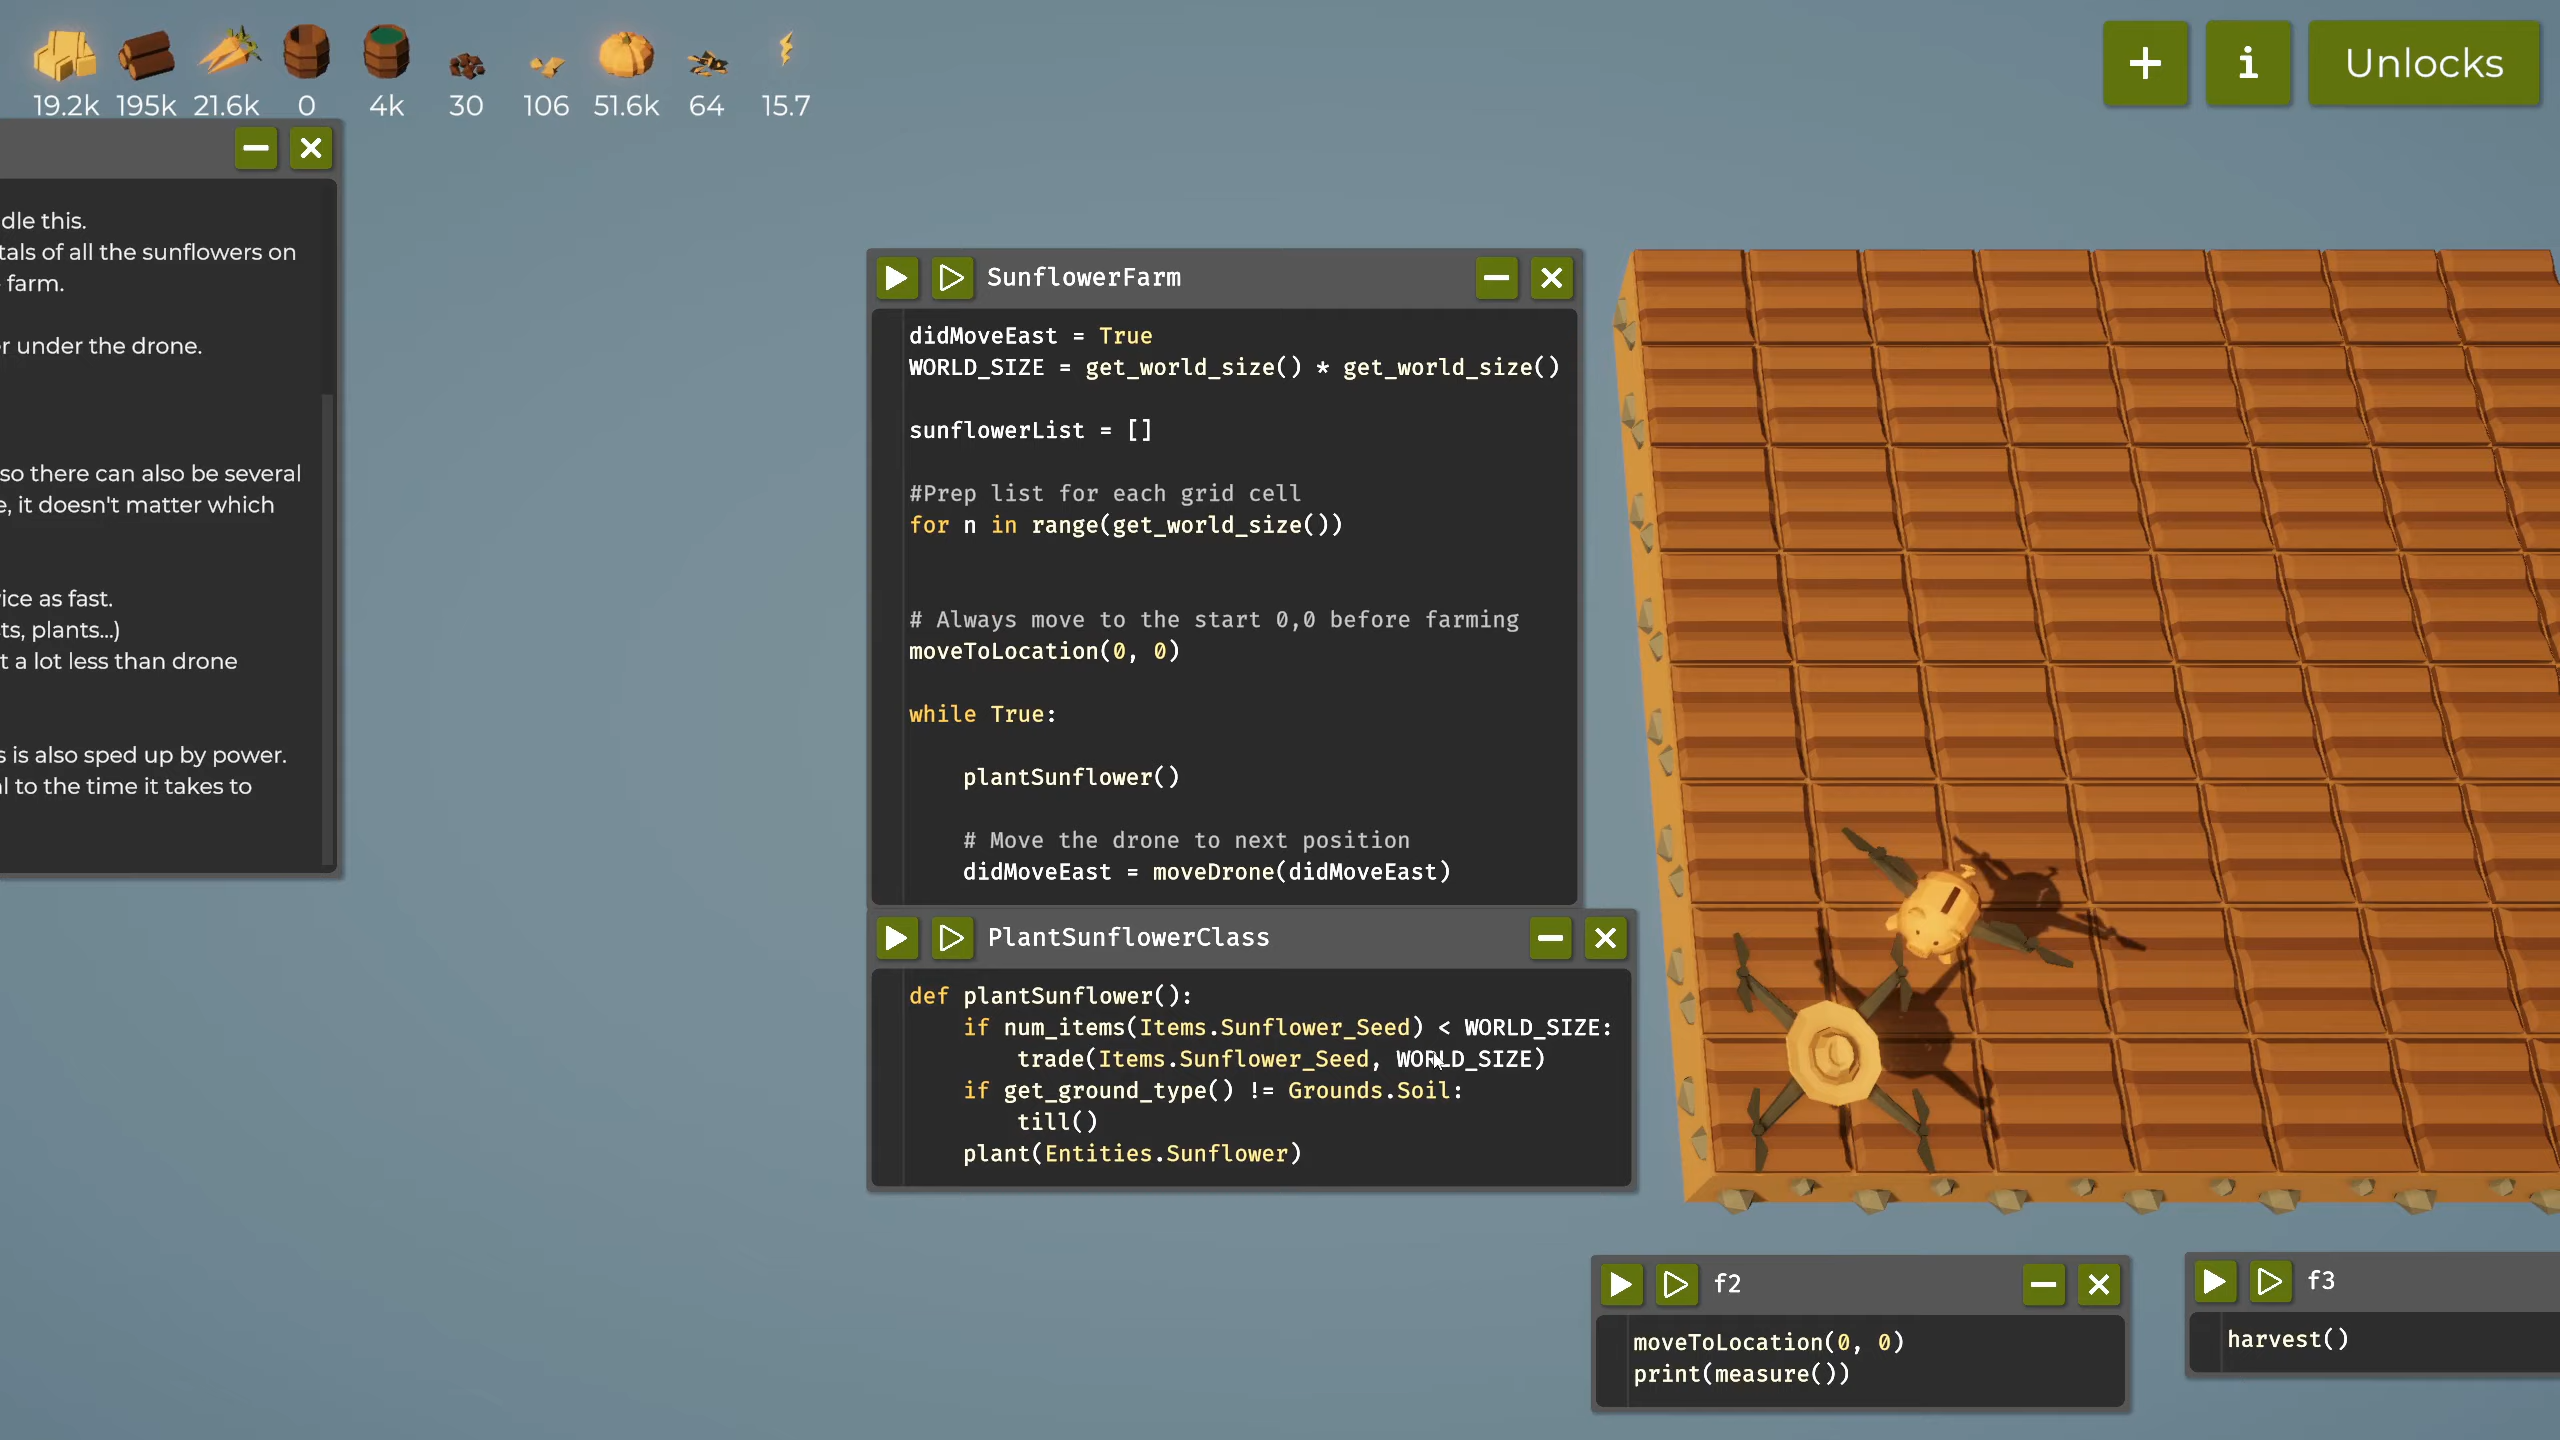 19.2k 195k 21.6k 0 4k 30 106 51.6k 64 15.7
+ i Unlocks
dle this.
tals of all the sunflowers on
farm.
r under the drone.
so there can also be several
e, it doesn't matter which
ice as fast.
ts, plants...)
t a lot less than drone
s is also sped up by power.
l to the time it takes to
SunflowerFarm
didMoveEast = True
WORLD_SIZE = get_world_size() * get_world_size()
sunflowerList = []
#Prep list for each grid cell
for n in range(get_world_size())
# Always move to the start 0,0 before farming
moveToLocation(0, 0)
while True:
plantSunflower()
# Move the drone to next position
didMoveEast = moveDrone(didMoveEast)
PlantSunflowerClass
def plantSunflower():
if num_items(Items.Sunflower_Seed) < WORLD_SIZE:
trade(Items.Sunflower_Seed, WORLD_SIZE)
if get_ground_type() != Grounds.Soil:
till()
plant(Entities.Sunflower)
f2
moveToLocation(0, 0)
print(measure())
f3
harvest()